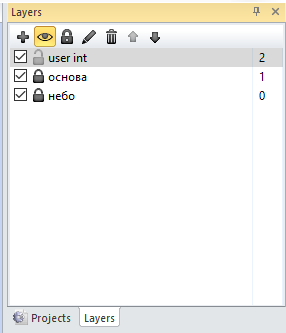 Layers
user int 2
основа 1
небо 0
Projects Layers